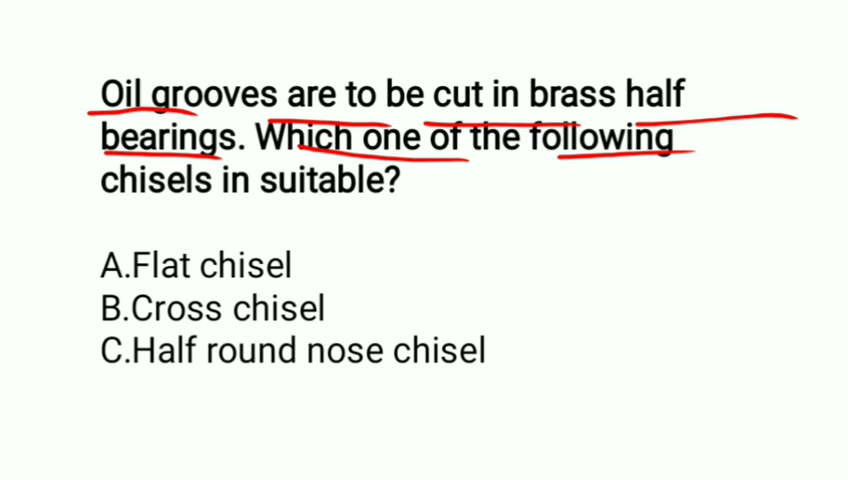 Oil grooves are to be cut in brass half
bearings. Which one of the following
chisels in suitable?
A.Flat chisel
B.Cross chisel
C.Half round nose chisel